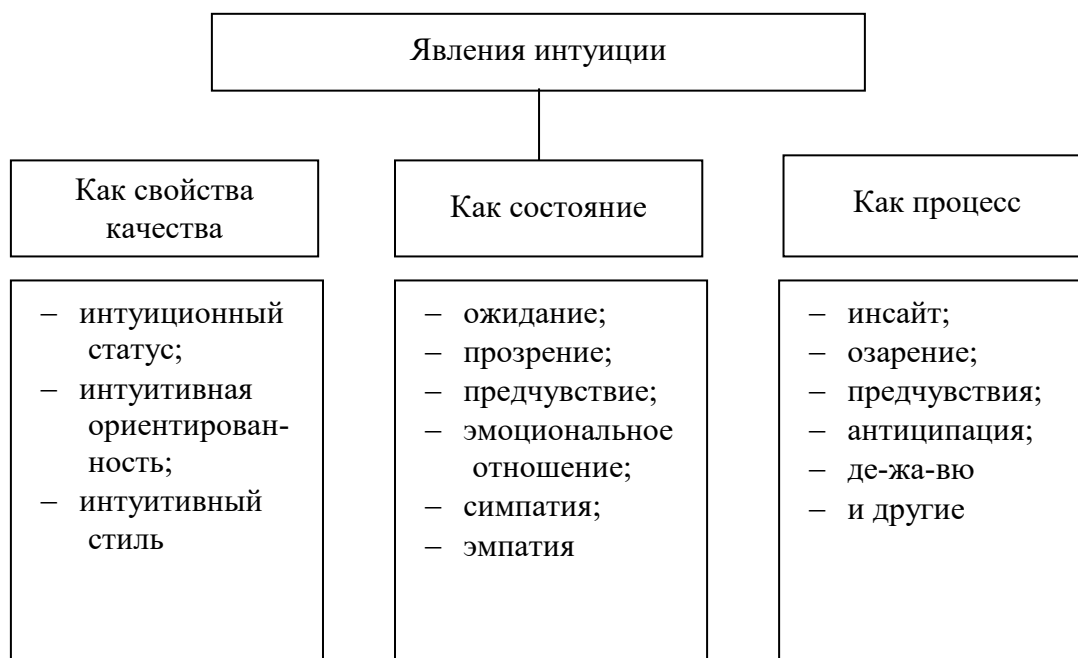 Явления интуиции
Как свойства
качества
Как состояние
Как процесс
– интуиционный
статус;
– интуитивная
ориентирован-
ность;
– интуитивный
стиль
– ожидание;
– прозрение;
– предчувствие;
– эмоциональное
отношение;
– симпатия;
– эмпатия
– инсайт;
– озарение;
– предчувствия;
– антиципация;
– де-жа-вю
– и другие